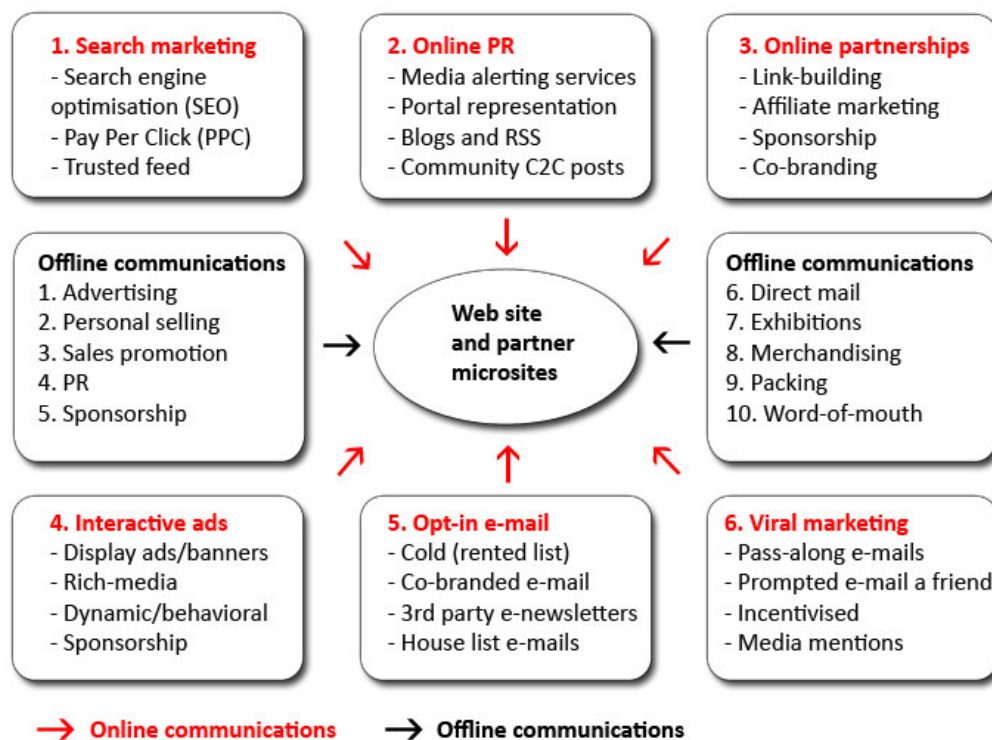 1. Search marketing
- Search engine
optimisation (SEO)
- Pay Per Click (PPC)
- Trusted feed
2. Online PR
- Media alerting services
- Portal representation
- Blogs and RSS
- Community C2C posts
3. Online partnerships
- Link-building
- Affiliate marketing
- Sponsorship
- Co-branding
Offline communications
1. Advertising
2. Personal selling
3. Sales promotion
4. PR
5. Sponsorship
Web site
and partner
microsites
Offline communications
6. Direct mail
7. Exhibitions
8. Merchandising
9. Packing
10. Word-of-mouth
4. Interactive ads
- Display ads/banners
- Rich-media
- Dynamic/behavioral
- Sponsorship
5. Opt-in e-mail
- Cold (rented list)
- Co-branded e-mail
- 3rd party e-newsletters
- House list e-mails
6. Viral marketing
- Pass-along e-mails
- Prompted e-mail a friend
- Incentivised
- Media mentions
Online communications
Offline communications